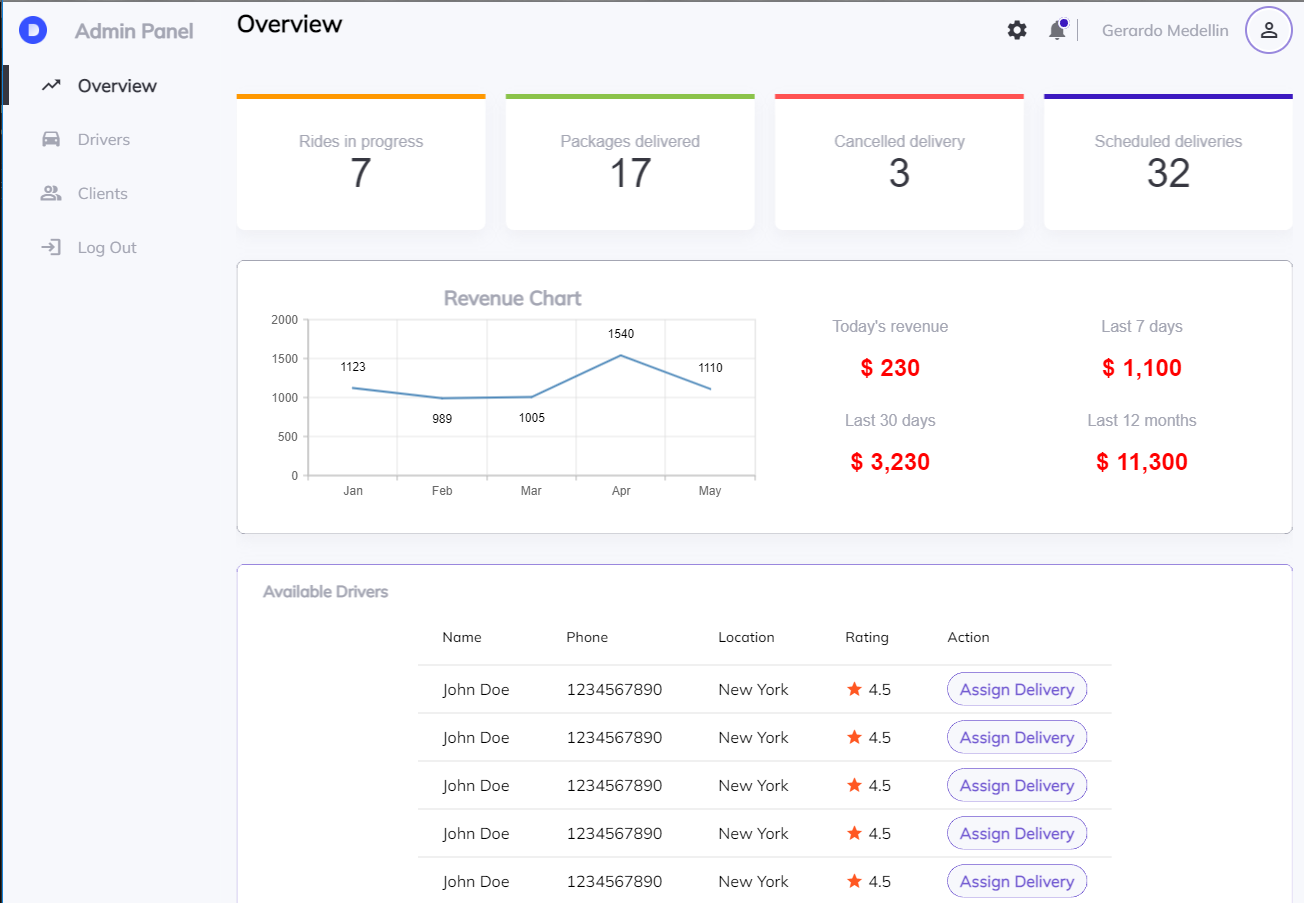 D Admin Panel
Overview
Gerardo Medellin
Overview
Drivers
Clients
Log Out
Rides in progress
7
Packages delivered
17
Cancelled delivery
3
Scheduled deliveries
32
Revenue Chart
2000
1500
1000
500
0
1123
989
1005
1540
1110
Jan Feb Mar Apr May
Today's revenue
$ 230
Last 7 days
$ 1,100
Last 30 days
$ 3,230
Last 12 months
$ 11,300
Available Drivers
Name Phone Location Rating Action
John Doe 1234567890 New York 4.5 Assign Delivery
John Doe 1234567890 New York 4.5 Assign Delivery
John Doe 1234567890 New York 4.5 Assign Delivery
John Doe 1234567890 New York 4.5 Assign Delivery
John Doe 1234567890 New York 4.5 Assign Delivery